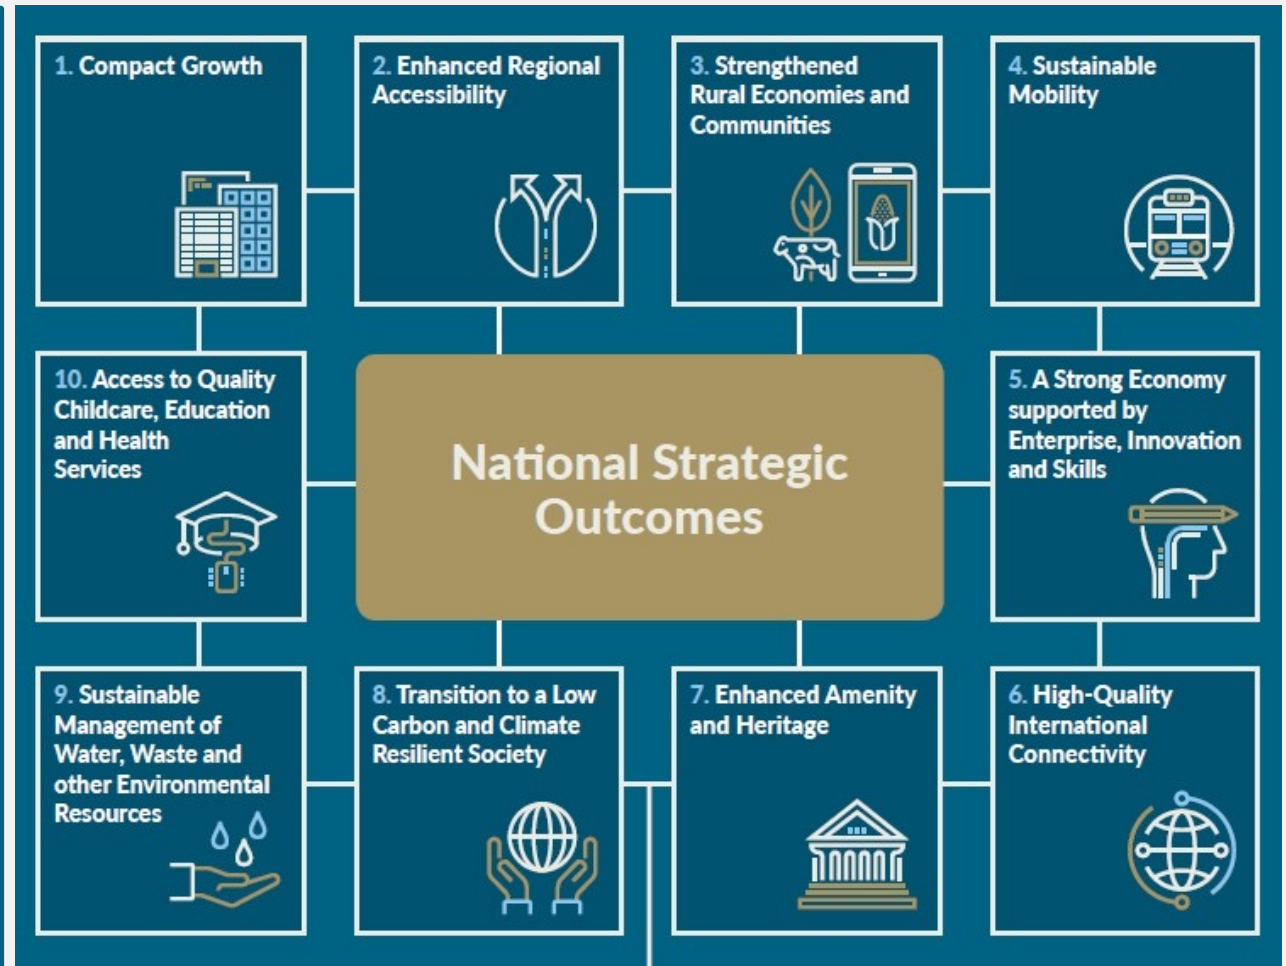 1. Compact Growth
2. Enhanced Regional
Accessibility
3. Strengthened
Rural Economies and
Communities
4. Sustainable
Mobility
10. Access to Quality
Childcare, Education
and Health
Services
National Strategic
Outcomes
5. A Strong Economy
supported by
Enterprise, Innovation
and Skills
9. Sustainable
Management of
Water, Waste and
other Environmental
Resources
8. Transition to a Low
Carbon and Climate
Resilient Society
7. Enhanced Amenity
and Heritage
6. High-Quality
International
Connectivity